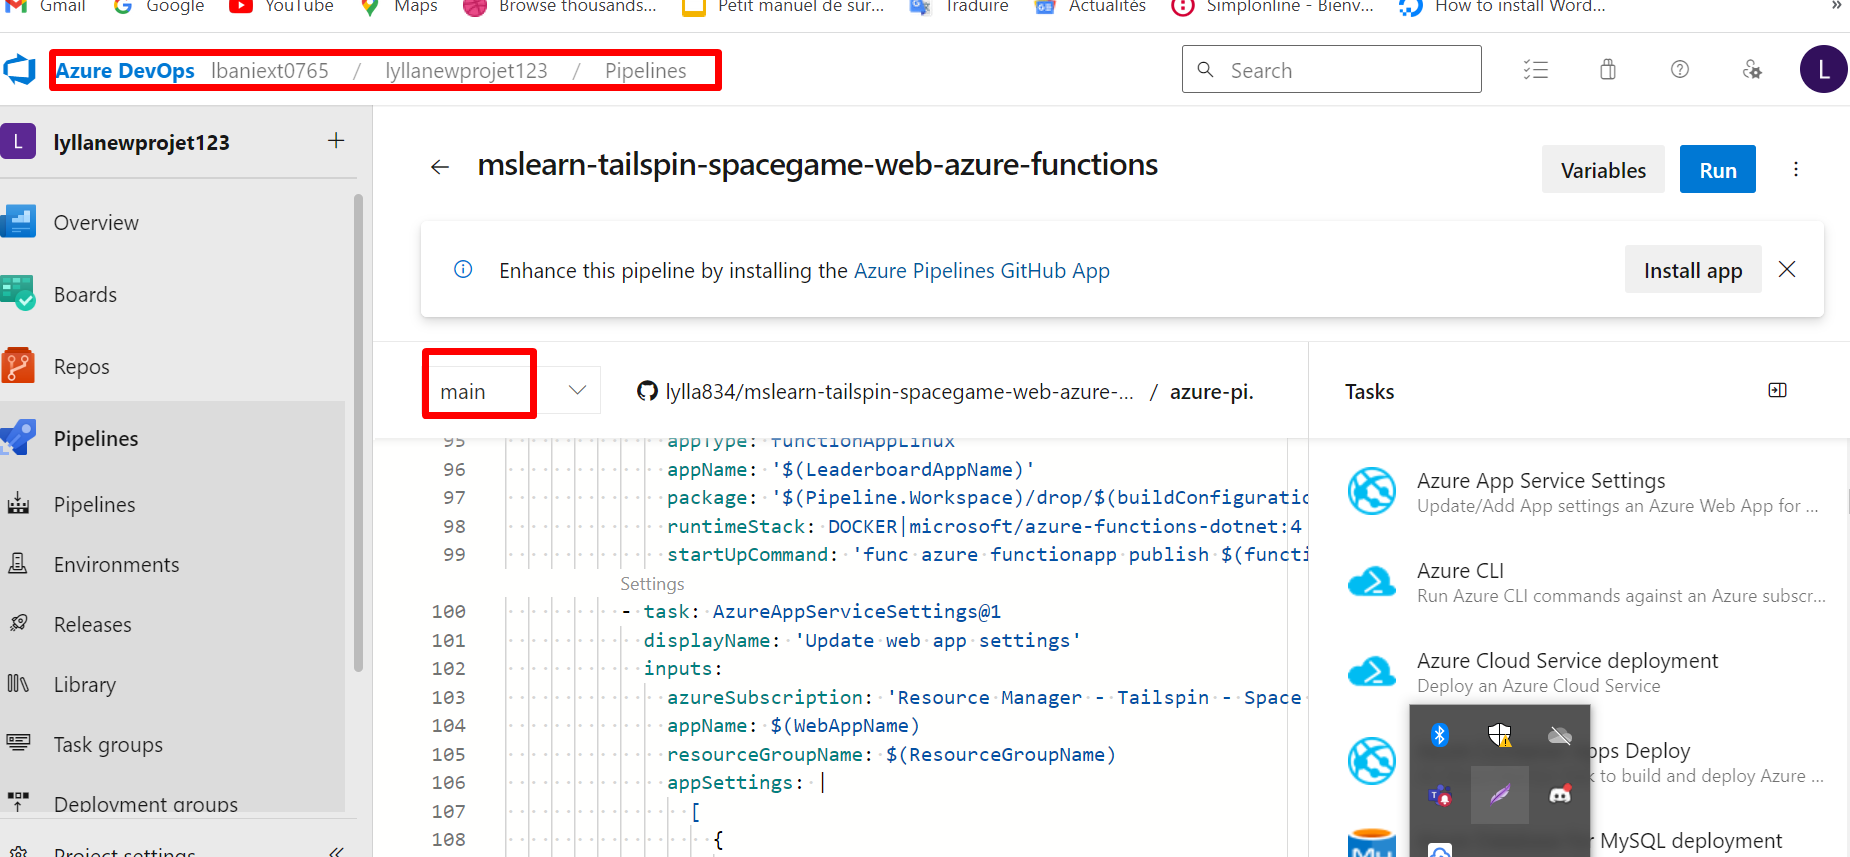 Gmail Google YouTube Maps Browse thousands... Petit manuel de sur... Traduire Actualités Simplonline - Bienv... How to install Word... »
Azure DevOps lbaniext0765 / lyllanewprojet123 / Pipelines
Search
L
L lyllanewprojet123 +
Overview
Boards
Repos
Pipelines
Pipelines
Environments
Releases
Library
Task groups
Deployment groups
Project settings
mslearn-tailspin-spacegame-web-azure-functions
Variables
Run
Enhance this pipeline by installing the Azure Pipelines GitHub App
Install app
main
lylla834/mslearn-tailspin-spacegame-web-azure-... / azure-pi.
95 appType: functionAppLinux
96 appName: '$(LeaderboardAppName)'
97 package: '$(Pipeline.Workspace)/drop/$(buildConfiguratio
98 runtimeStack: DOCKER|microsoft/azure-functions-dotnet:4
99 startUpCommand: 'func azure functionapp publish $(functi
Settings
100 - task: AzureAppServiceSettings@1
101 displayName: 'Update web app settings'
102 inputs:
103 azureSubscription: 'Resource Manager - Tailspin - Space
104 appName: $(WebAppName)
105 resourceGroupName: $(ResourceGroupName)
106 appSettings: |
107 [
108 {
Tasks
Azure App Service Settings
Update/Add App settings an Azure Web App for ...
Azure CLI
Run Azure CLI commands against an Azure subscr...
Azure Cloud Service deployment
Deploy an Azure Cloud Service
Deploy
to build and deploy Azure ...
MySQL deployment
My